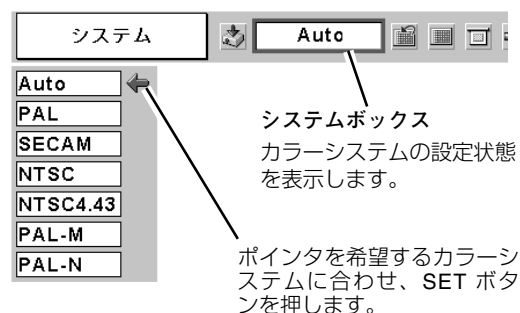 システム
Auto
Auto
PAL
SECAM
NTSC
NTSC4.43
PAL-M
PAL-N
システムボックス
カラーシステムの設定状態
を表示します。
ポインタを希望するカラーシ
ステムに合わせ、SET ボタ
ンを押します。